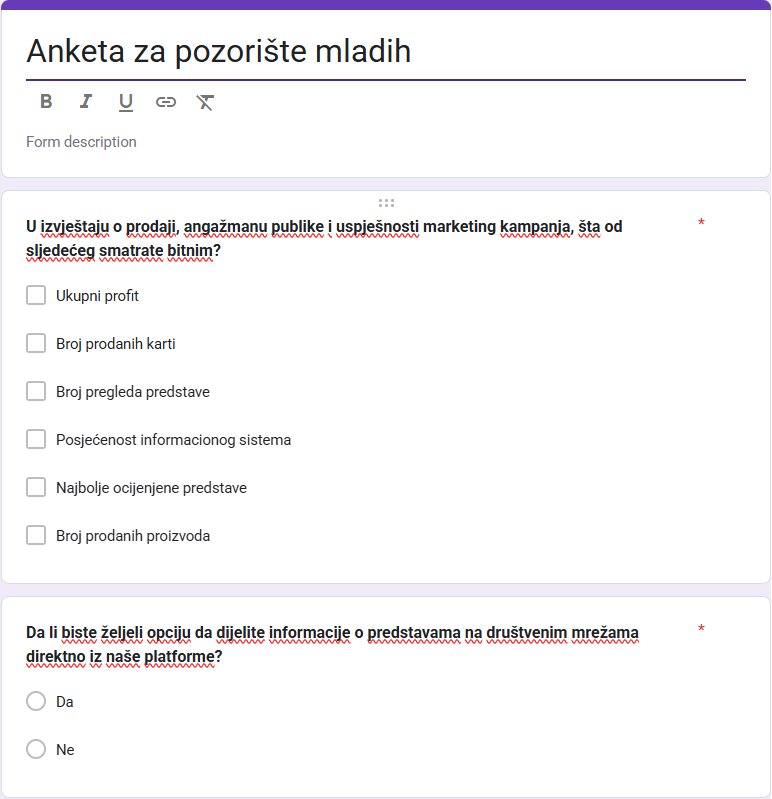 Anketa za pozorište mladih
B I U
Form description
U izvještaju o prodaji, angažmanu publike i uspješnosti marketing kampanja, šta od *
sljedećeg smatrate bitnim?
Ukupni profit
Broj prodanih karti
Broj pregleda predstave
Posjećenost informacionog sistema
Najbolje ocijenjene predstave
Broj prodanih proizvoda
Da li biste željeli opciju da dijelite informacije o predstavama na društvenim mrežama *
direktno iz naše platforme?
Da
Ne